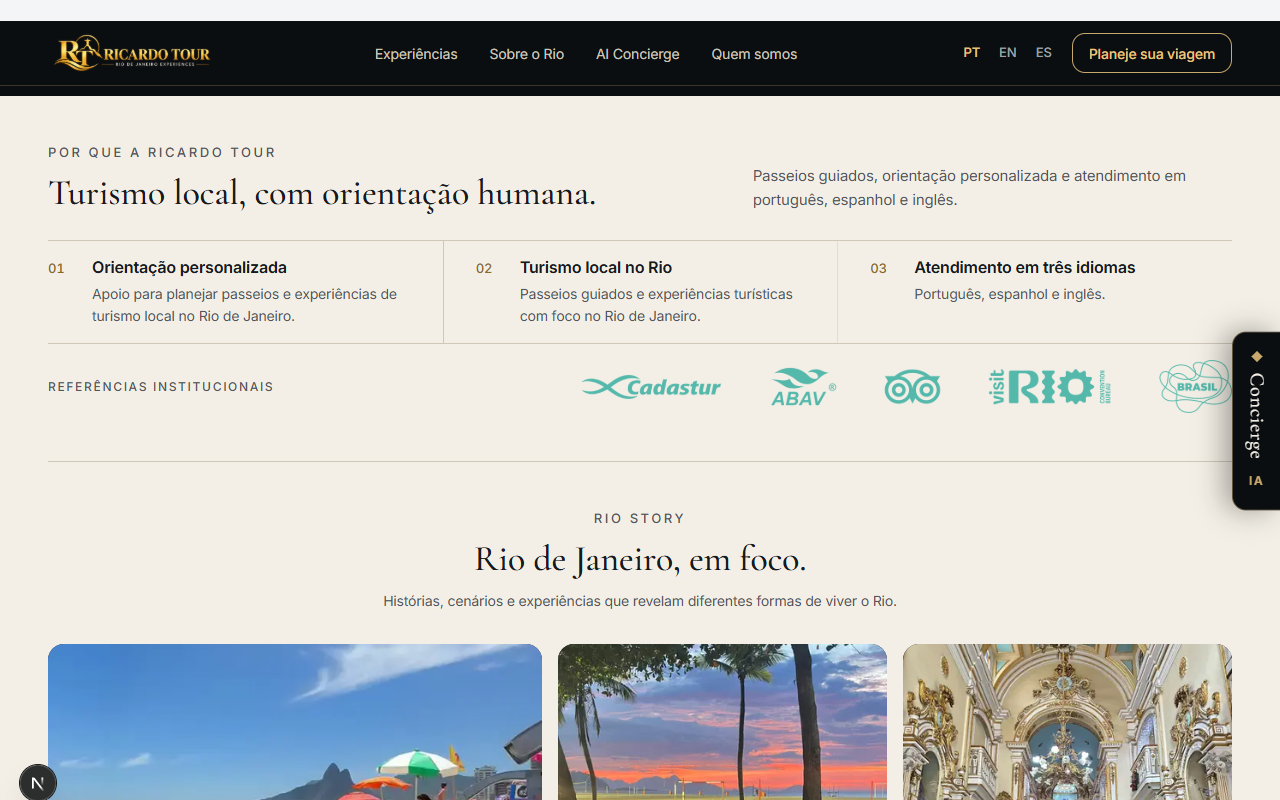 RT RICARDO TOUR
RIO DE JANEIRO EXPERIENCES
Experiências
Sobre o Rio
AI Concierge
Quem somos
PT EN ES
Planeje sua viagem
POR QUE A RICARDO TOUR
Turismo local, com orientação humana.
Passeios guiados, orientação personalizada e atendimento em
português, espanhol e inglês.
01 Orientação personalizada
Apoio para planejar passeios e experiências de
turismo local no Rio de Janeiro.
02 Turismo local no Rio
Passeios guiados e experiências turísticas
com foco no Rio de Janeiro.
03 Atendimento em três idiomas
Português, espanhol e inglês.
REFERÊNCIAS INSTITUCIONAIS
Cadastur
ABAV ®
visit RIO CONVENTION BUREAU
BRASIL
Concierge
IA
RIO STORY
Rio de Janeiro, em foco.
Histórias, cenários e experiências que revelam diferentes formas de viver o Rio.
N